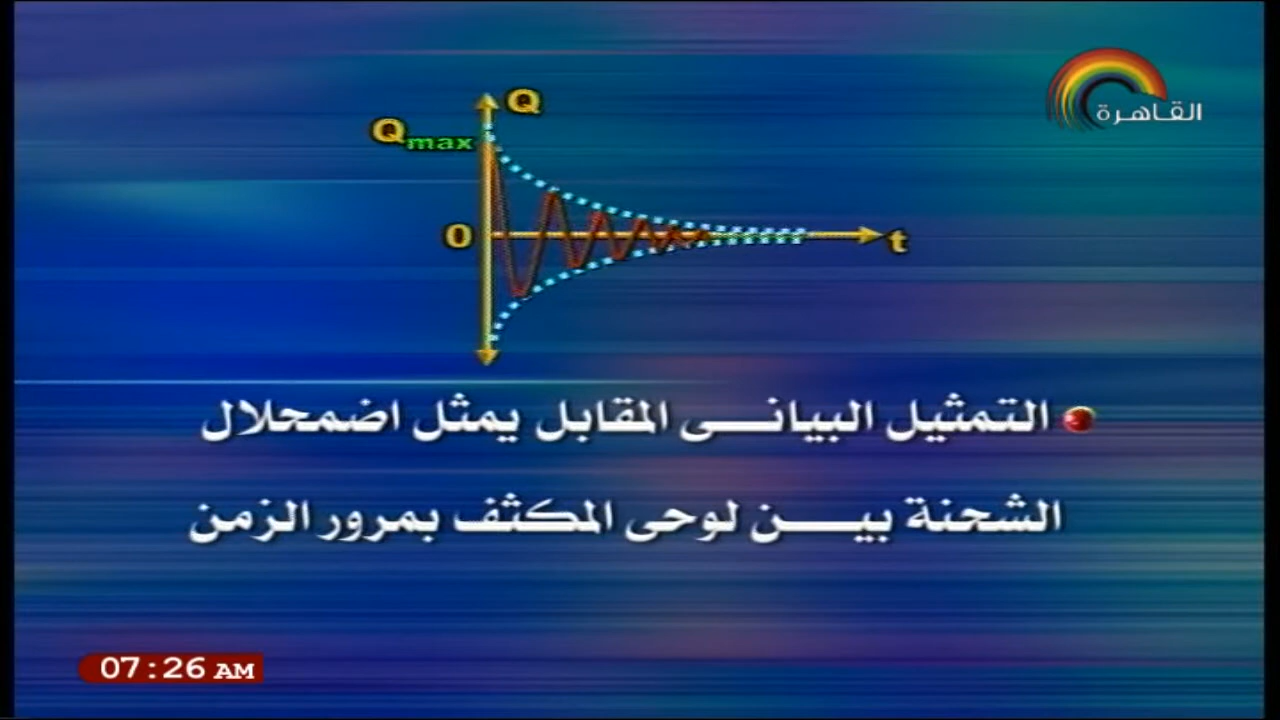 Q
القاهرة
Qmax
0
t
التمثيل البيانى المقابل يمثل اضمحلال
الشحنة بين لوحى المكثف بمرور الزمن
07:26 AM